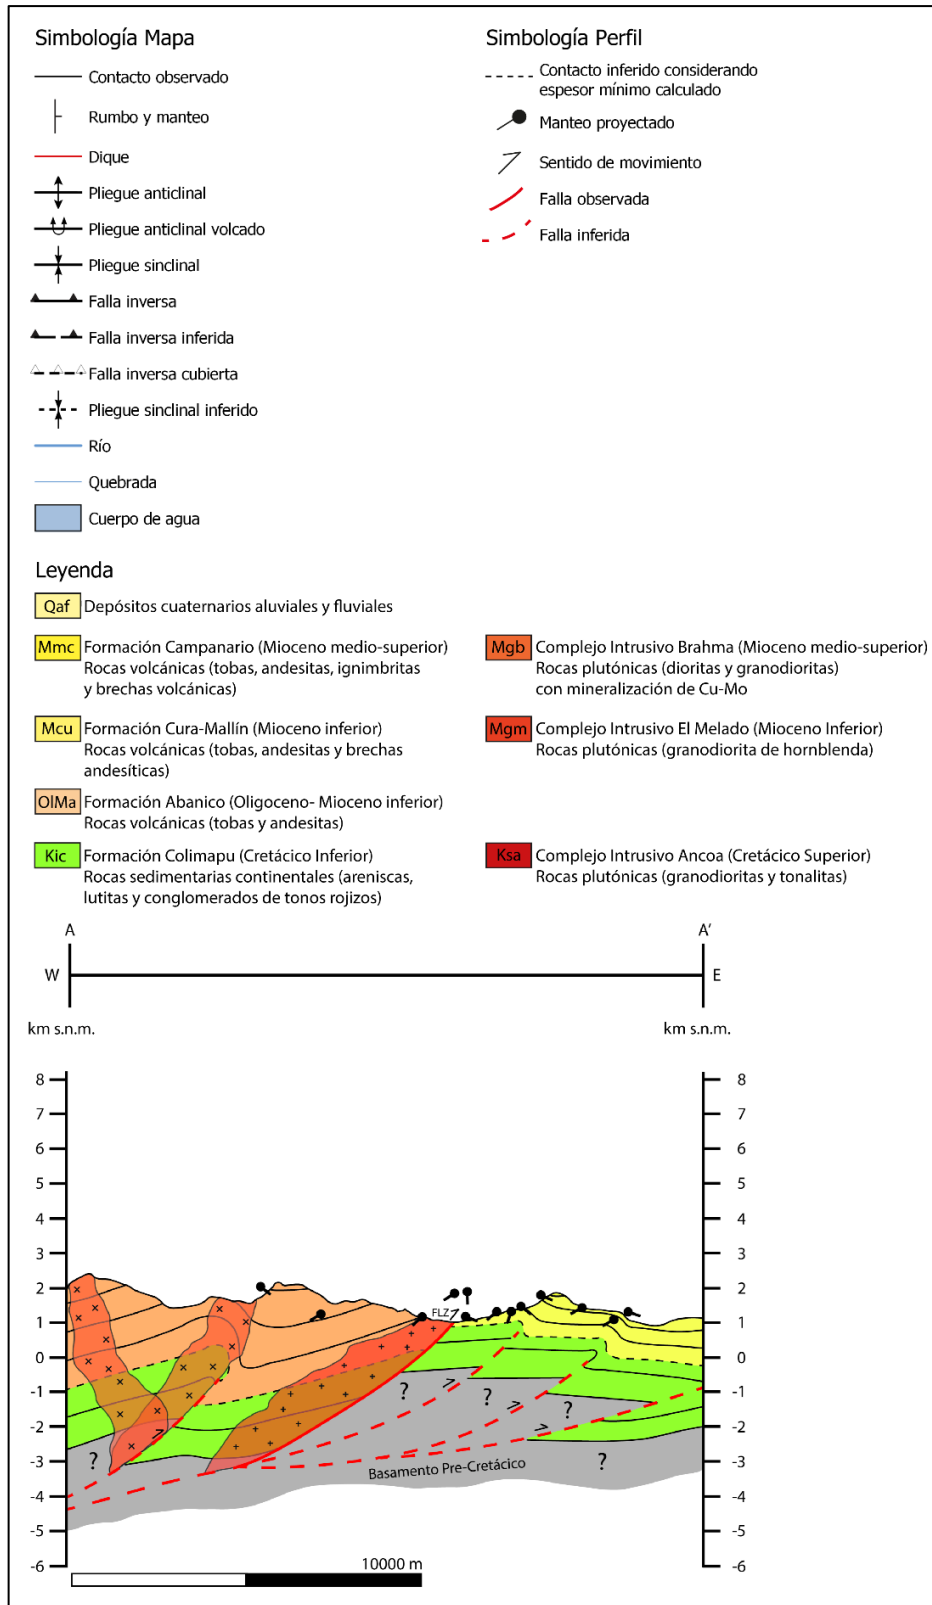 Simbología Mapa
Contacto observado
Rumbo y manteo
Dique
Pliegue anticlinal
Pliegue anticlinal volcado
Pliegue sinclinal
Falla inversa
Falla inversa inferida
Falla inversa cubierta
Pliegue sinclinal inferido
Río
Quebrada
Cuerpo de agua
Simbología Perfil
Contacto inferido considerando
espesor mínimo calculado
Manteo proyectado
Sentido de movimiento
Falla observada
Falla inferida
Leyenda
Qaf Depósitos cuaternarios aluviales y fluviales
Mmc Formación Campanario (Mioceno medio-superior)
Rocas volcánicas (tobas, andesitas, ignimbritas
y brechas volcánicas)
Mcu Formación Cura-Mallín (Mioceno inferior)
Rocas volcánicas (tobas, andesitas y brechas
andesíticas)
OlMa Formación Abanico (Oligoceno- Mioceno inferior)
Rocas volcánicas (tobas y andesitas)
Kic Formación Colimapu (Cretácico Inferior)
Rocas sedimentarias continentales (areniscas,
lutitas y conglomerados de tonos rojizos)
Mgb Complejo Intrusivo Brahma (Mioceno medio-superior)
Rocas plutónicas (dioritas y granodioritas)
con mineralización de Cu-Mo
Mgm Complejo Intrusivo El Melado (Mioceno Inferior)
Rocas plutónicas (granodiorita de hornblenda)
Ksa Complejo Intrusivo Ancoa (Cretácico Superior)
Rocas plutónicas (granodioritas y tonalitas)
A A'
W E
km s.n.m. km s.n.m.
8 8
7 7
6 6
5 5
4 4
3 3
2 2
FLZ
1 1
0 0
-1 -1
? ? ?
-2 -2
? ?
-3 -3
Basamento Pre-Cretácico
-4 -4
-5 -5
-6 -6
10000 m